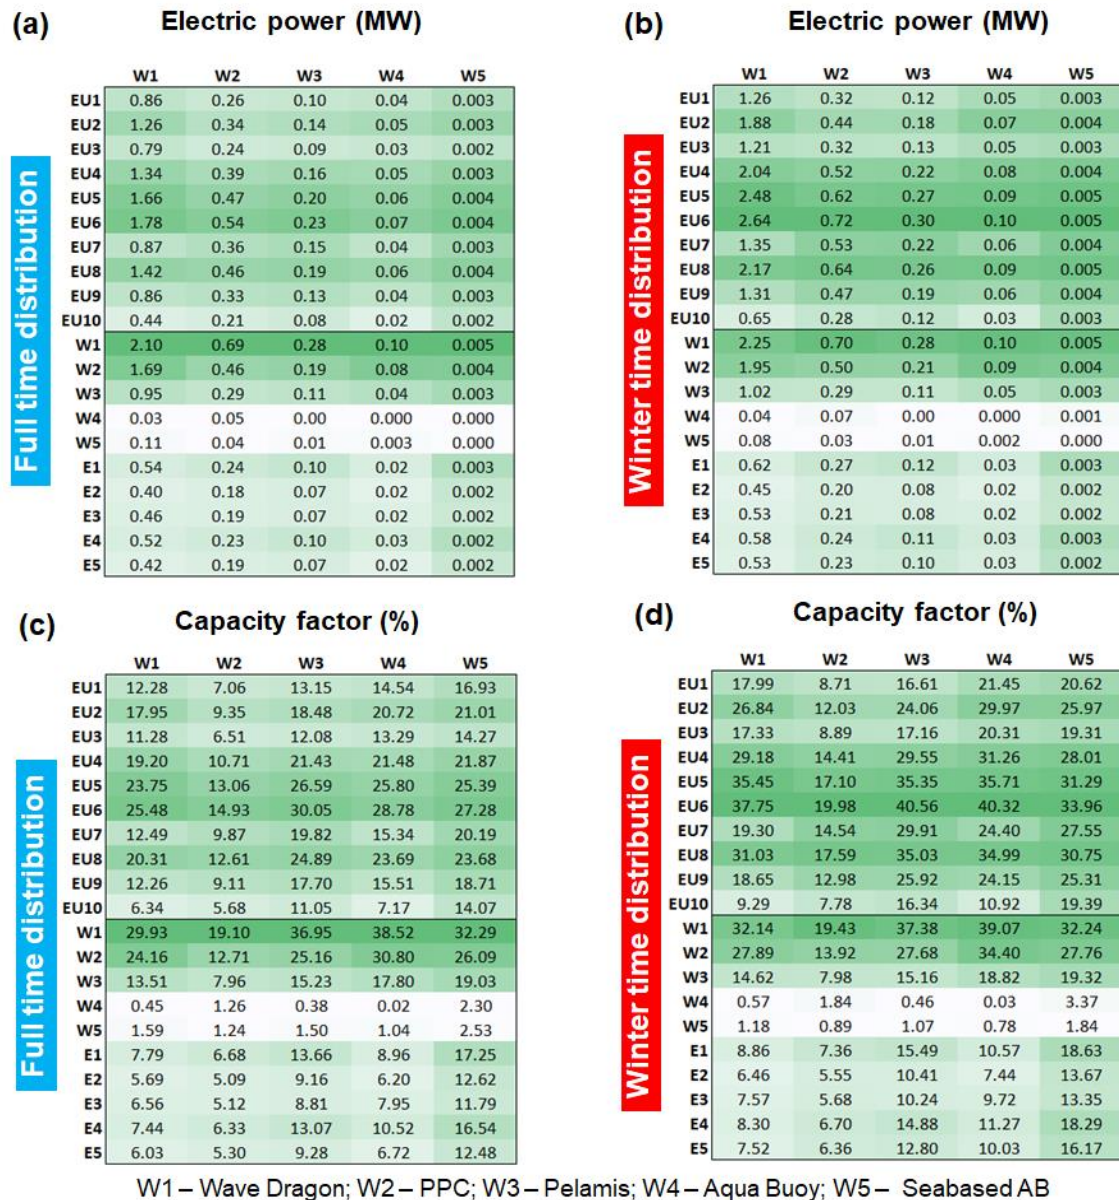 (a) Electric power (MW)
W1 W2 W3 W4 W5
EU1 0.86 0.26 0.10 0.04 0.003
EU2 1.26 0.34 0.14 0.05 0.003
EU3 0.79 0.24 0.09 0.03 0.002
EU4 1.34 0.39 0.16 0.05 0.003
EU5 1.66 0.47 0.20 0.06 0.004
EU6 1.78 0.54 0.23 0.07 0.004
EU7 0.87 0.36 0.15 0.04 0.003
EU8 1.42 0.46 0.19 0.06 0.004
EU9 0.86 0.33 0.13 0.04 0.003
EU10 0.44 0.21 0.08 0.02 0.002
W1 2.10 0.69 0.28 0.10 0.005
W2 1.69 0.46 0.19 0.08 0.004
W3 0.95 0.29 0.11 0.04 0.003
W4 0.03 0.05 0.00 0.000 0.000
W5 0.11 0.04 0.01 0.003 0.000
E1 0.54 0.24 0.10 0.02 0.003
E2 0.40 0.18 0.07 0.02 0.002
E3 0.46 0.19 0.07 0.02 0.002
E4 0.52 0.23 0.10 0.03 0.002
E5 0.42 0.19 0.07 0.02 0.002
Full time distribution
(b) Electric power (MW)
W1 W2 W3 W4 W5
EU1 1.26 0.32 0.12 0.05 0.003
EU2 1.88 0.44 0.18 0.07 0.004
EU3 1.21 0.32 0.13 0.05 0.003
EU4 2.04 0.52 0.22 0.08 0.004
EU5 2.48 0.62 0.27 0.09 0.005
EU6 2.64 0.72 0.30 0.10 0.005
EU7 1.35 0.53 0.22 0.06 0.004
EU8 2.17 0.64 0.26 0.09 0.005
EU9 1.31 0.47 0.19 0.06 0.004
EU10 0.65 0.28 0.12 0.03 0.003
W1 2.25 0.70 0.28 0.10 0.005
W2 1.95 0.50 0.21 0.09 0.004
W3 1.02 0.29 0.11 0.05 0.003
W4 0.04 0.07 0.00 0.000 0.001
W5 0.08 0.03 0.01 0.002 0.000
E1 0.62 0.27 0.12 0.03 0.003
E2 0.45 0.20 0.08 0.02 0.002
E3 0.53 0.21 0.08 0.02 0.002
E4 0.58 0.24 0.11 0.03 0.003
E5 0.53 0.23 0.10 0.03 0.002
Winter time distribution
(c) Capacity factor (%)
W1 W2 W3 W4 W5
EU1 12.28 7.06 13.15 14.54 16.93
EU2 17.95 9.35 18.48 20.72 21.01
EU3 11.28 6.51 12.08 13.29 14.27
EU4 19.20 10.71 21.43 21.48 21.87
EU5 23.75 13.06 26.59 25.80 25.39
EU6 25.48 14.93 30.05 28.78 27.28
EU7 12.49 9.87 19.82 15.34 20.19
EU8 20.31 12.61 24.89 23.69 23.68
EU9 12.26 9.11 17.70 15.51 18.71
EU10 6.34 5.68 11.05 7.17 14.07
W1 29.93 19.10 36.95 38.52 32.29
W2 24.16 12.71 25.16 30.80 26.09
W3 13.51 7.96 15.23 17.80 19.03
W4 0.45 1.26 0.38 0.02 2.30
W5 1.59 1.24 1.50 1.04 2.53
E1 7.79 6.68 13.66 8.96 17.25
E2 5.69 5.09 9.16 6.20 12.62
E3 6.56 5.12 8.81 7.95 11.79
E4 7.44 6.33 13.07 10.52 16.54
E5 6.03 5.30 9.28 6.72 12.48
Full time distribution
(d) Capacity factor (%)
W1 W2 W3 W4 W5
EU1 17.99 8.71 16.61 21.45 20.62
EU2 26.84 12.03 24.06 29.97 25.97
EU3 17.33 8.89 17.16 20.31 19.31
EU4 29.18 14.41 29.55 31.26 28.01
EU5 35.45 17.10 35.35 35.71 31.29
EU6 37.75 19.98 40.56 40.32 33.96
EU7 19.30 14.54 29.91 24.40 27.55
EU8 31.03 17.59 35.03 34.99 30.75
EU9 18.65 12.98 25.92 24.15 25.31
EU10 9.29 7.78 16.34 10.92 19.39
W1 32.14 19.43 37.38 39.07 32.24
W2 27.89 13.92 27.68 34.40 27.76
W3 14.62 7.98 15.16 18.82 19.32
W4 0.57 1.84 0.46 0.03 3.37
W5 1.18 0.89 1.07 0.78 1.84
E1 8.86 7.36 15.49 10.57 18.63
E2 6.46 5.55 10.41 7.44 13.67
E3 7.57 5.68 10.24 9.72 13.35
E4 8.30 6.70 14.88 11.27 18.29
E5 7.52 6.36 12.80 10.03 16.17
Winter time distribution
W1 – Wave Dragon; W2 – PPC; W3 – Pelamis; W4 – Aqua Buoy; W5 – Seabased AB